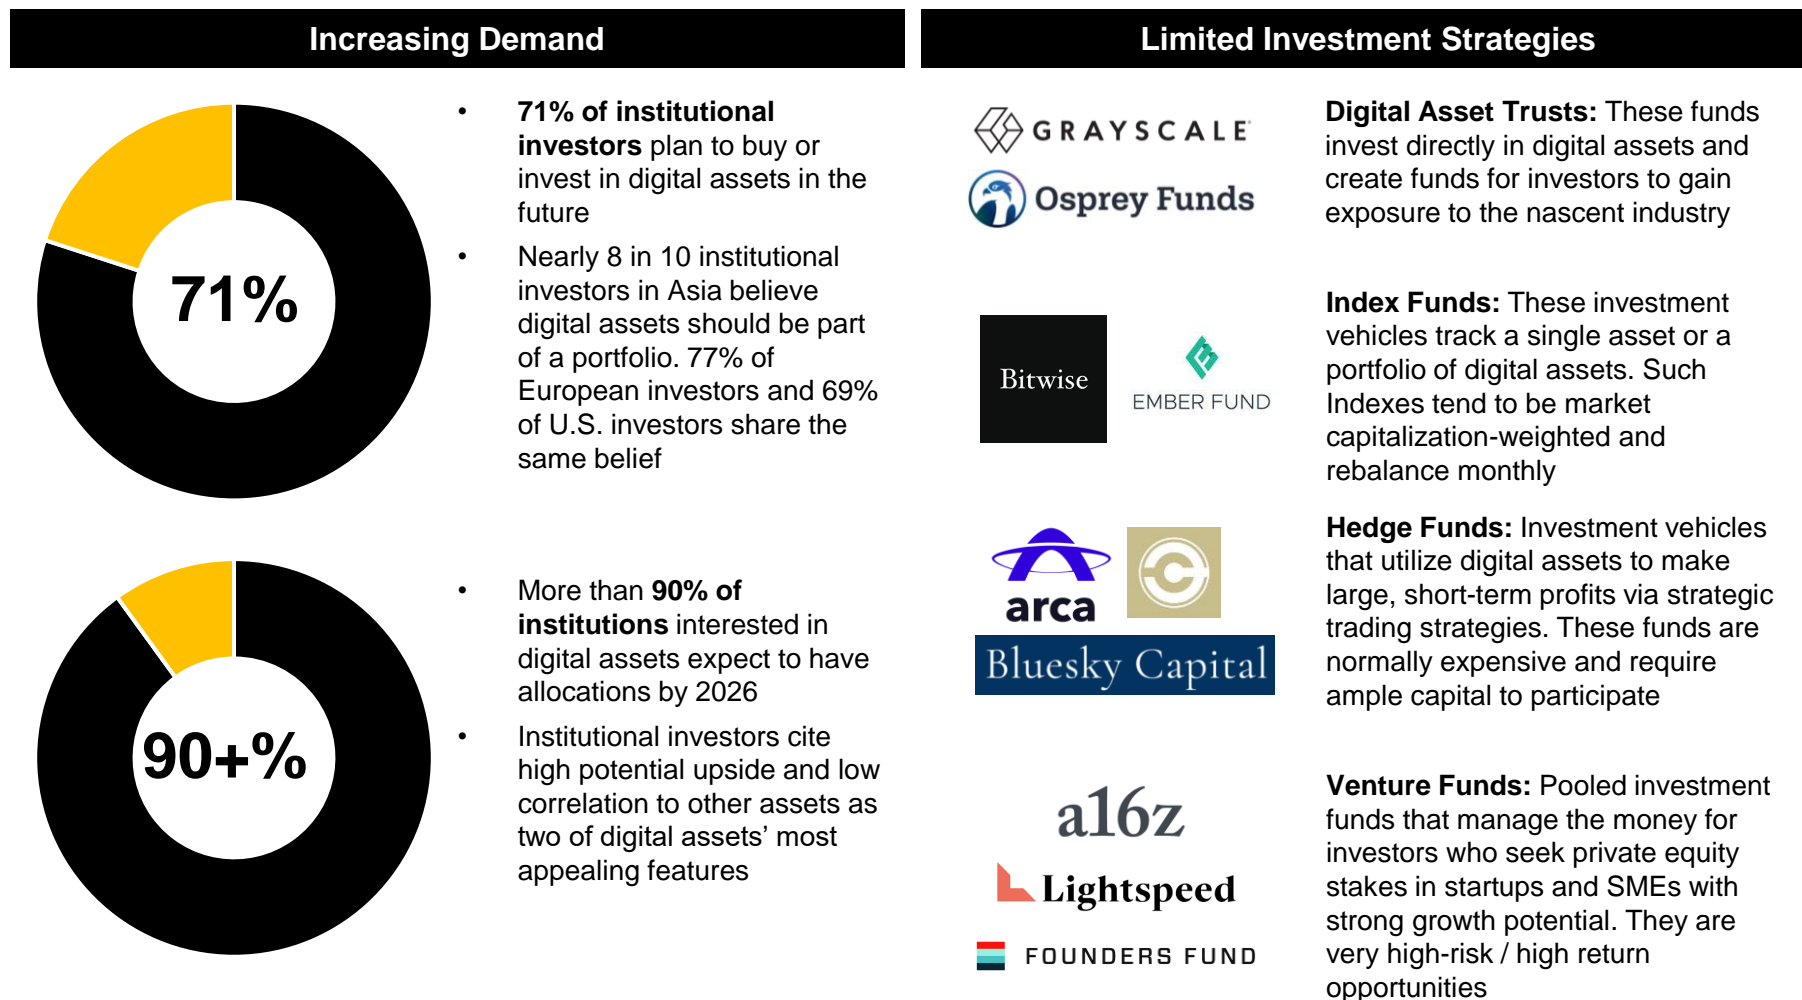 Increasing Demand
71%
• 71% of institutional
investors plan to buy or
invest in digital assets in the
future
• Nearly 8 in 10 institutional
investors in Asia believe
digital assets should be part
of a portfolio. 77% of
European investors and 69%
of U.S. investors share the
same belief
90+%
• More than 90% of
institutions interested in
digital assets expect to have
allocations by 2026
• Institutional investors cite
high potential upside and low
correlation to other assets as
two of digital assets’ most
appealing features
Limited Investment Strategies
GRAYSCALE
Osprey Funds
Digital Asset Trusts: These funds
invest directly in digital assets and
create funds for investors to gain
exposure to the nascent industry
Bitwise
EMBER FUND
Index Funds: These investment
vehicles track a single asset or a
portfolio of digital assets. Such
Indexes tend to be market
capitalization-weighted and
rebalance monthly
arca
Bluesky Capital
Hedge Funds: Investment vehicles
that utilize digital assets to make
large, short-term profits via strategic
trading strategies. These funds are
normally expensive and require
ample capital to participate
a16z
Lightspeed
FOUNDERS FUND
Venture Funds: Pooled investment
funds that manage the money for
investors who seek private equity
stakes in startups and SMEs with
strong growth potential. They are
very high-risk / high return
opportunities